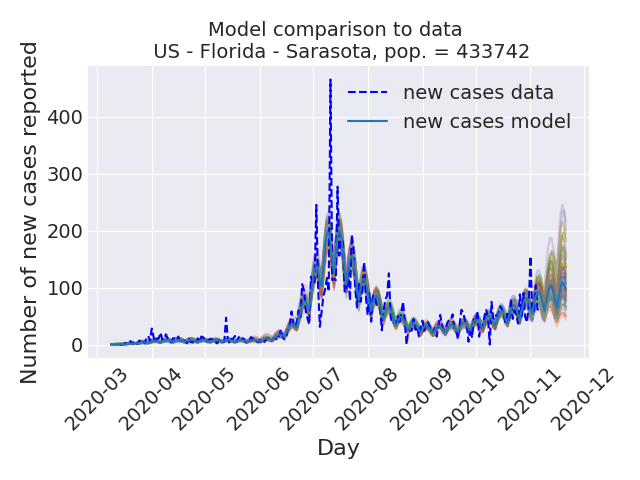 Model comparison to data
US - Florida - Sarasota, pop. = 433742
new cases data
new cases model
Number of new cases reported
400
300
200
100
0
2020-03
2020-04
2020-05
2020-06
2020-07
2020-08
2020-09
2020-10
2020-11
2020-12
Day